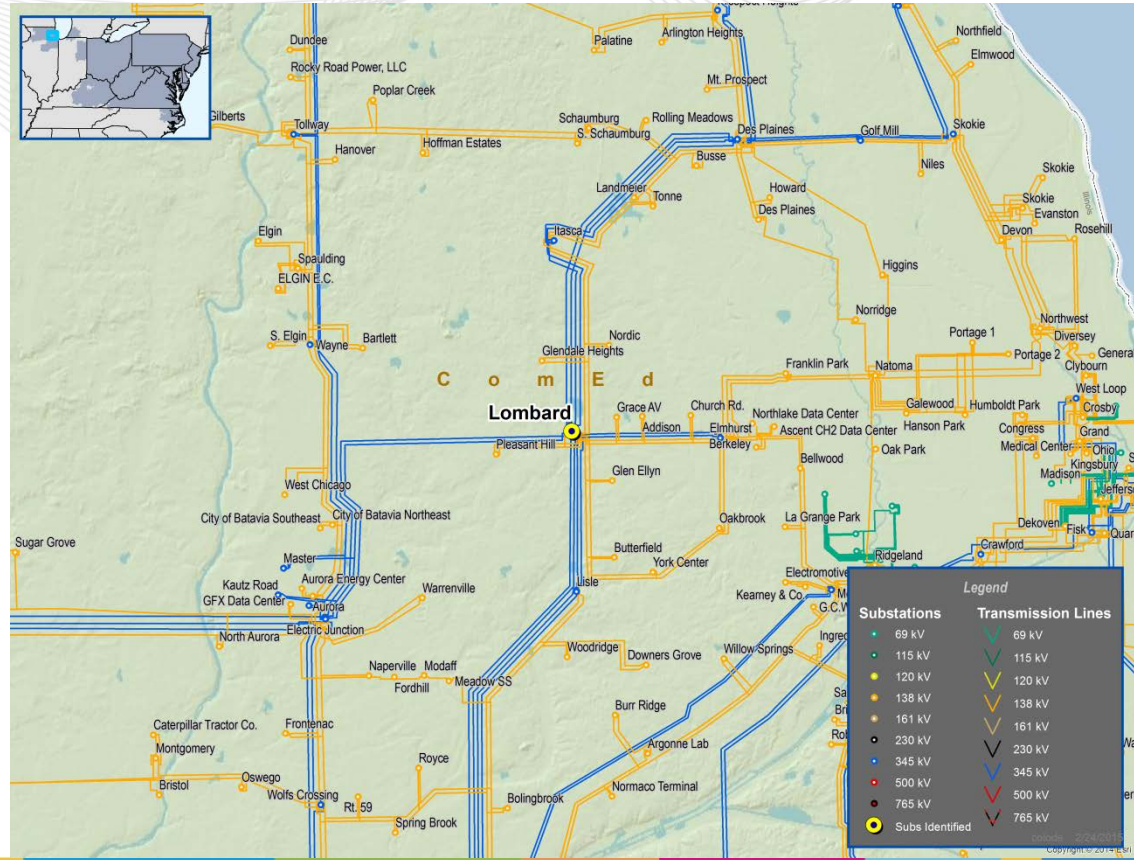 Dundee
Rocky Road Power, LLC
Poplar Creek
Gilberts
Tollway
Hanover
Hoffman Estates
Palatine
Arlington Heights
Mt. Prospect
Schaumburg
Rolling Meadows
S. Schaumburg
Des Plaines
Busse
Golf Mill
Skokie
Northfield
Elmwood
Niles
Landmeier
Tonne
Howard
Des Plaines
Skokie
Skokie
Evanston
Illinois
Itasca
Devon
Rosehill
Elgin
Spaulding
ELGIN E.C.
Higgins
Norridge
S. Elgin
Wayne
Bartlett
Nordic
Glendale Heights
Portage 1
Northwest
Diversey
Portage 2
General
Clybourn
Franklin Park
Natoma
ComEd
West Loop
Lombard
Grace AV
Church Rd.
Addison
Northlake Data Center
Elmhurst
Ascent CH2 Data Center
Berkeley
Galewood
Humboldt Park
Hanson Park
Crosby
Congress
Grand
Medical Center
Ohio
Kingsbury
Madison
Pleasant Hill
Oak Park
Bellwood
Glen Ellyn
West Chicago
City of Batavia Southeast
City of Batavia Northeast
Oakbrook
La Grange Park
Dekoven
Fisk
Crawford
Sugar Grove
Master
Butterfield
York Center
Ridgeland
Kautz Road
Aurora Energy Center
GFX Data Center
Aurora
Warrenville
Lisle
Electromotive
Kearney & Co.
North Aurora
Electric Junction
Woodridge
Downers Grove
Willow Springs
Naperville
Modaff
Fordhill
Meadow SS
Burr Ridge
Argonne Lab
Caterpillar Tractor Co.
Frontenac
Montgomery
Bristol
Oswego
Wolfs Crossing
Rt. 59
Royce
Spring Brook
Bolingbrook
Normaco Terminal
Legend
Substations Transmission Lines
69 kV 69 kV
115 kV 115 kV
120 kV 120 kV
138 kV 138 kV
161 kV 161 kV
230 kV 230 kV
345 kV 345 kV
500 kV 500 kV
765 kV 765 kV
Subs Identified
Copyright:© 2014 Esri